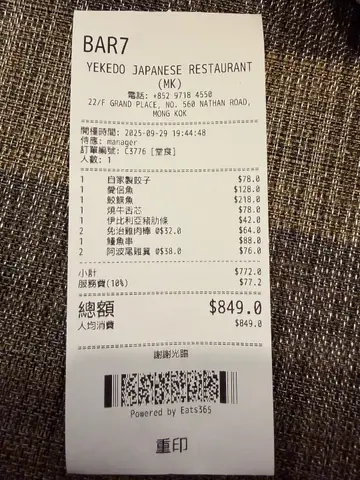 BAR7
YEKEDO JAPANESE RESTAURANT
(MK)
電話: +852 9718 4550
22/F GRAND PLACE, NO. 560 NATHAN ROAD,
MONG KOK
開檯時間: 2025-09-29 19:44:48
侍應: manager
訂單編號: C3776 [堂食]
人數: 1
1 自家製餃子 $78.0
1 魚 $128.0
1 魚 $218.0
1 燒牛舌芯 $78.0
1 伊比利亞豬肋條 $42.0
2 免治雞肉棒 @$32.0 $64.0
1 鰻魚串 $88.0
2 阿波尾雞翼 @$38.0 $76.0
小計 $772.0
服務費(10%) $77.2
總額 $849.0
人均消費 $849.0
謝謝光臨
Powered by Eats365
重印